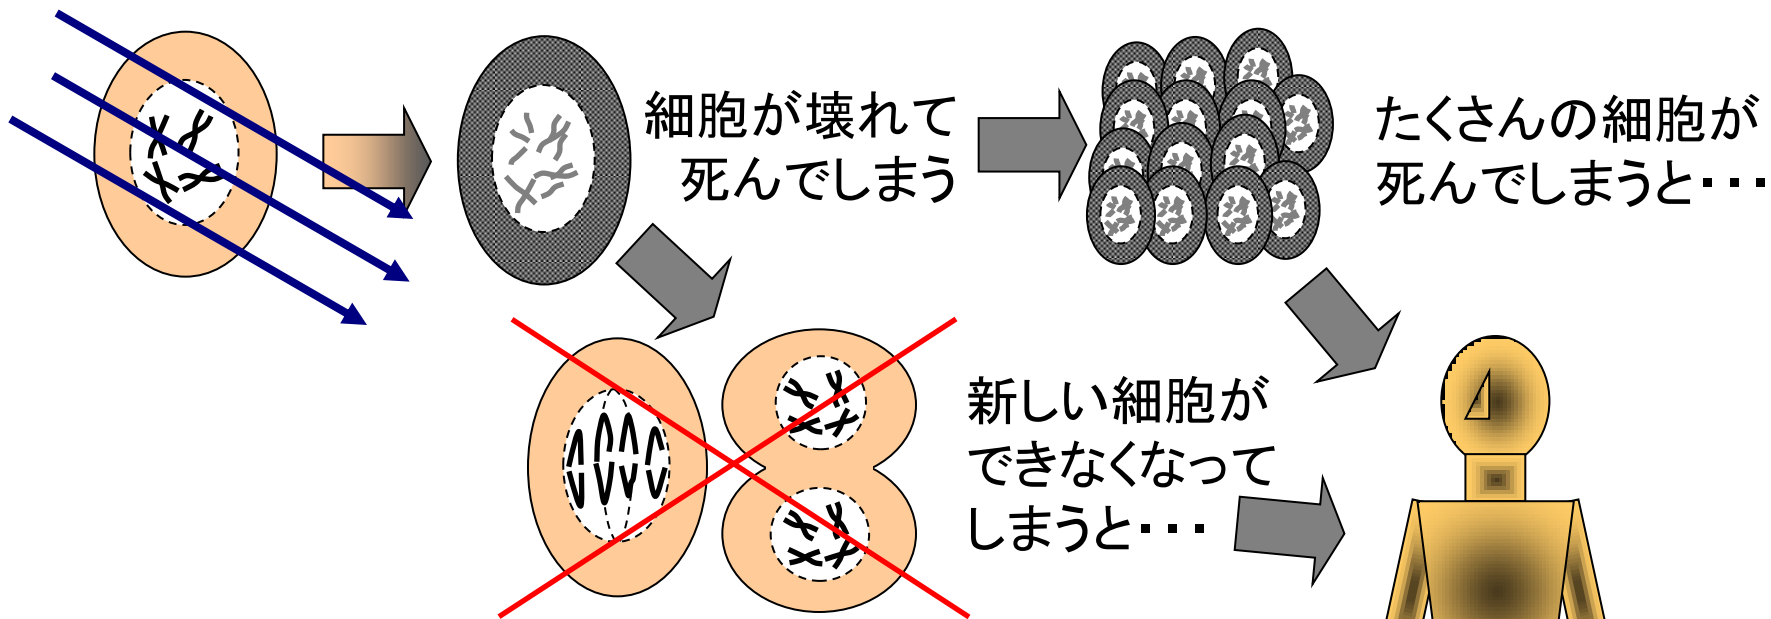 細胞が壊れて
死んでしまう
たくさんの細胞が
死んでしまうと・・・
新しい細胞が
できなくなって
しまうと・・・